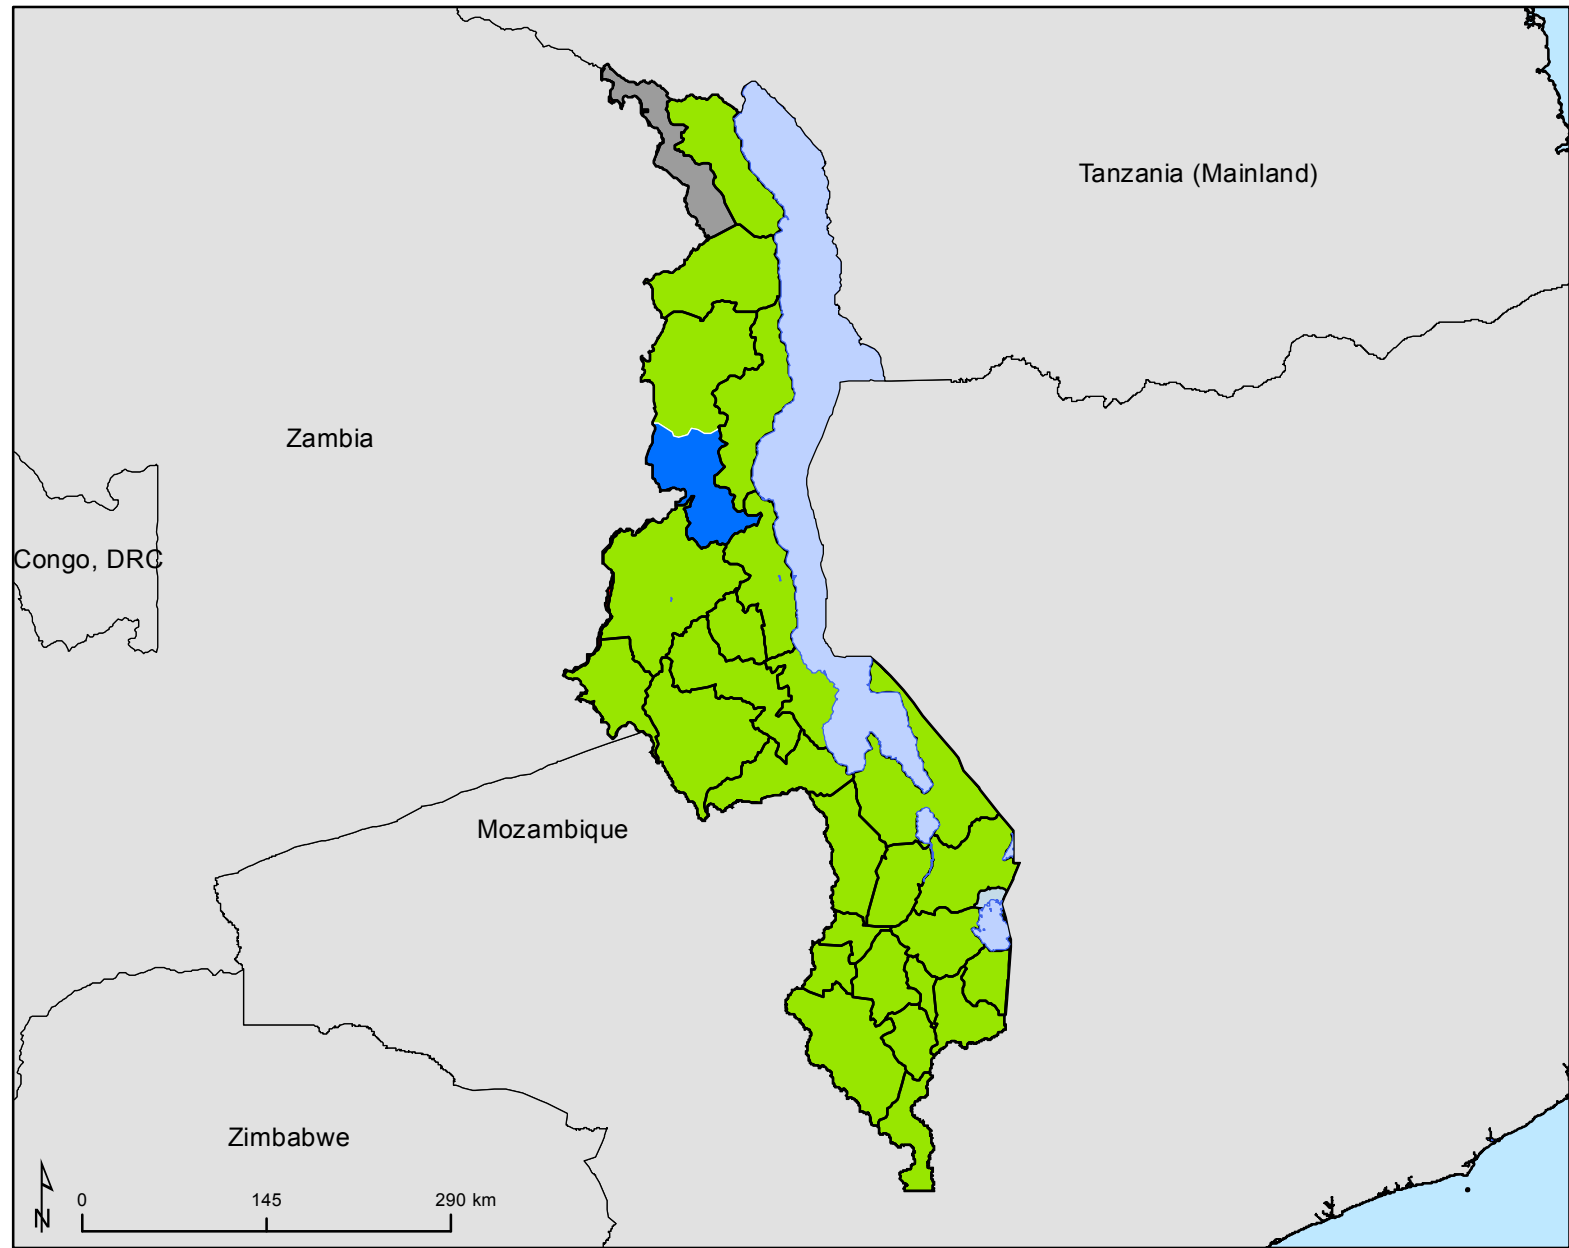 Tanzania (Mainland)
Zambia
Congo, DRC
Mozambique
Zimbabwe
N
0 145 290 km